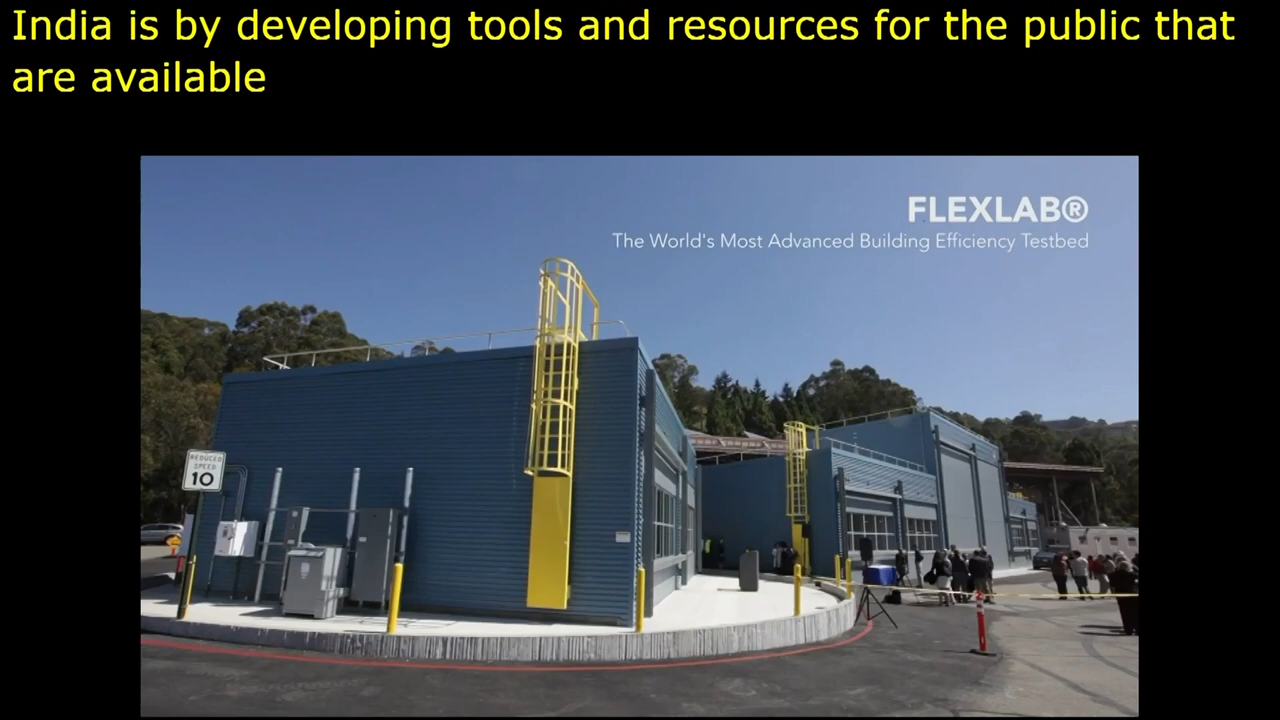 India is by developing tools and resources for the public that
are available
FLEXLAB®
The World's Most Advanced Building Efficiency Testbed
REDUCED
SPEED
10